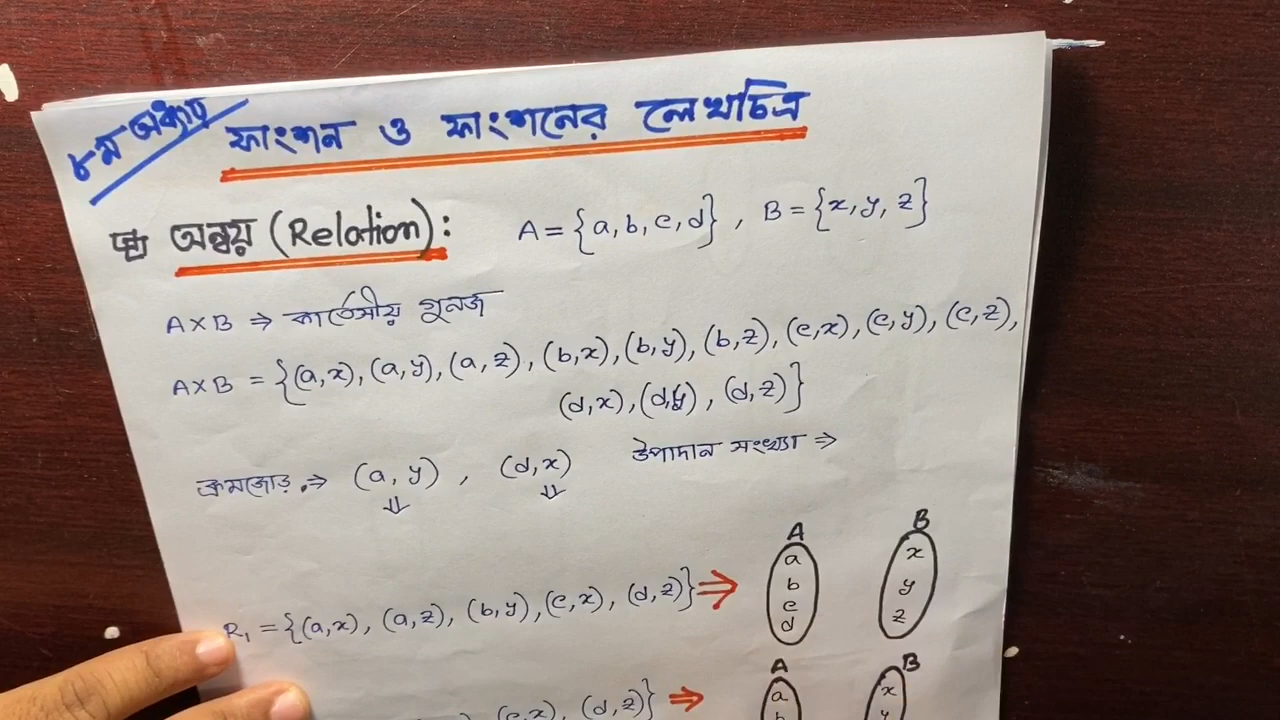 ৮ম অধ্যায়
ফাংশন ও ফাংশনের লেখচিত্র
অন্বয় (Relation): A = {a, b, c, d} , B = {x, y, z}
A×B ⇒ কার্তেসীয় গুনজ
A×B = {(a,x), (a,y), (a,z), (b,x), (b,y), (b,z), (c,x), (c,y), (c,z),
(d,x), (d,y), (d,z)}
ক্রমজোড় ⇒ (a, y) , (d, x) উপাদান সংখ্যা ⇒
⇓ ⇓
A B
a x
b y
c z
d
R₁ = {(a,x), (a,z), (b,y), (c,x), (d,z)} ⇒
A B
(c,x), (d,z)} ⇒ a x
b y